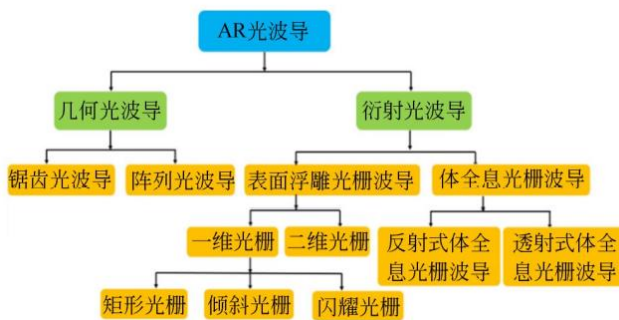 AR光波导
几何光波导
衍射光波导
锯齿光波导
阵列光波导
表面浮雕光栅波导
体全息光栅波导
一维光栅
二维光栅
反射式体全
息光栅波导
透射式体全
息光栅波导
矩形光栅
倾斜光栅
闪耀光栅